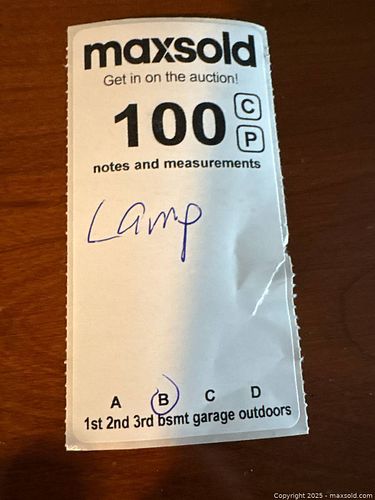 maxsold
Get in on the auction!
100 C
P
notes and measurements
Lamp
A B C D
1st 2nd 3rd bsmt garage outdoors
Copyright 2025 - maxsold.com